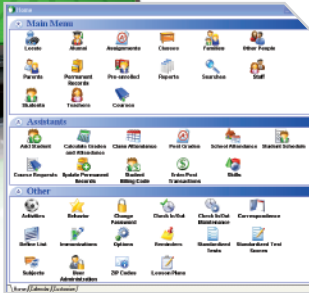 Home
Main Menu
Locate Alumni Assignments Classes Families Other People
Parents Permanent Records Pre-enrolled Reports Searches Staff
Students Teachers Courses
Assistants
Add Student Calculate Grades and Attendance Class Attendance Post Grades School Attendance Student Schedule
Course Requests Update Permanent Records Student Billing Code Enter/Post Transactions Skills
Other
Activities Behavior Change Password Check In/Out Check In/Out Maintenance Correspondence
Define List Immunizations Options Reminders Standardized Tests Standardized Test Scores
Subjects User Administration ZIP Codes Lesson Plans
Home Calendar Customize